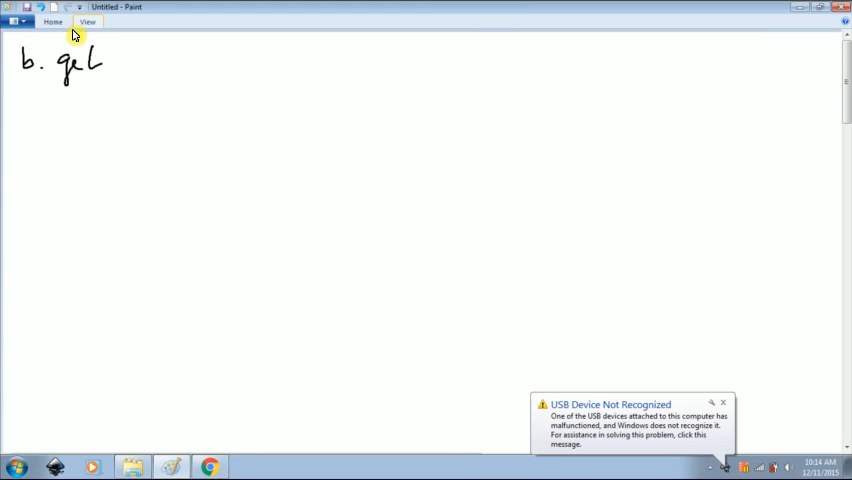 Untitled - Paint
Home View
b. get
USB Device Not Recognized
One of the USB devices attached to this computer has
malfunctioned, and Windows does not recognize it.
For assistance in solving this problem, click this
message.
10:14 AM
12/11/2015